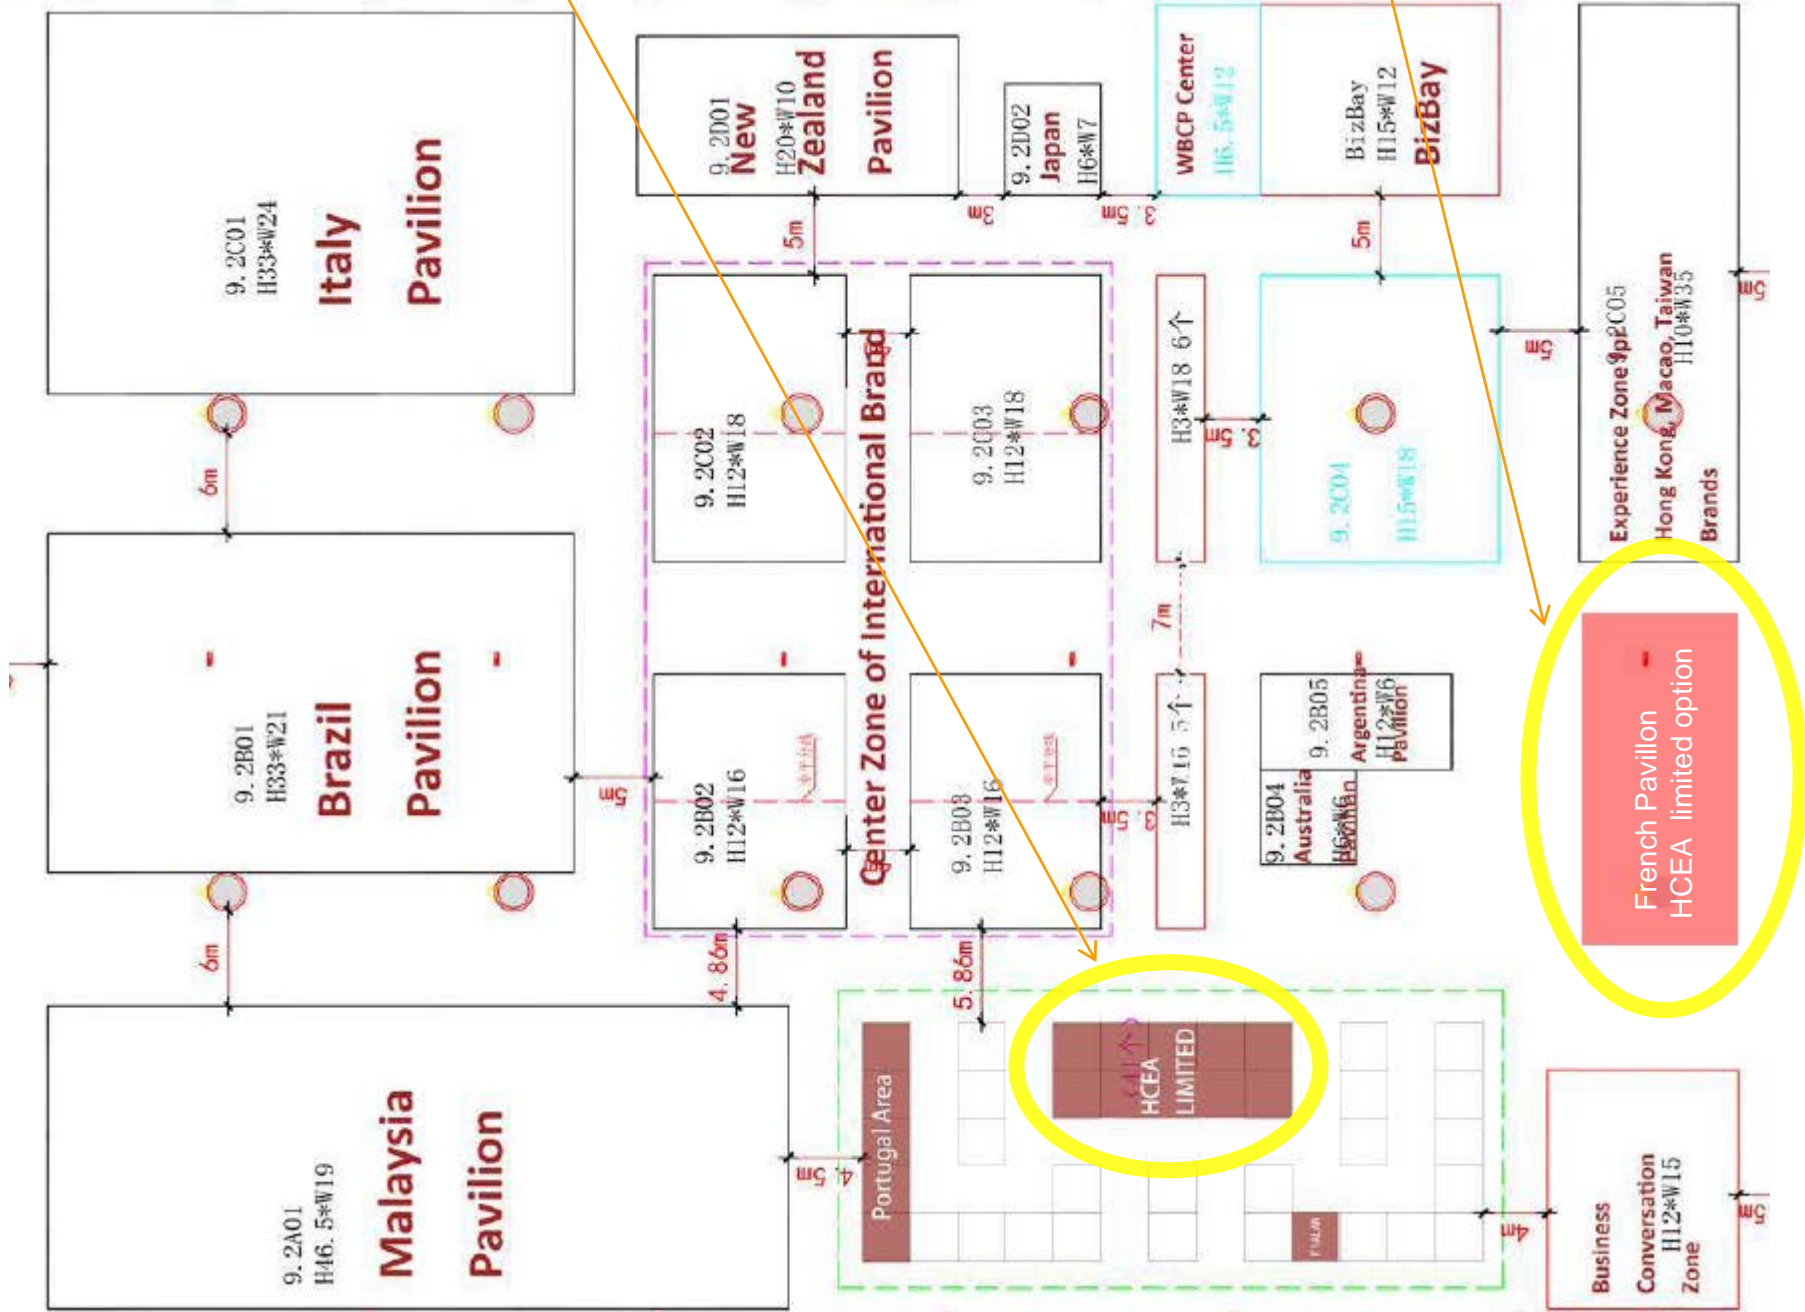 9.2C01
H33*W24
Italy
Pavilion
6m
9.2B01
H33*W21
Brazil
Pavilion
6m
9.2A01
H46.5*W19
Malaysia
Pavilion
9.2D01
New
H20*W10
Zealand
Pavilion
3m
9.2D02
Japan
H6*W7
3.5m
WBCP Center
H6.5*W12
BizBay
H15*W12
BizBay
5m
5m
9.2C02
H12*W18
9.2C03
H12*W18
Center Zone of International Brand
9.2B02
H12*W16
9.2B03
H12*W16
5m
3.5m
H3*W18 6个
3.5m
7m
H3*W16 5个
9.2C04
H15*W18
5m
9.2C05
Experience Zone
Hong Kong, Macao, Taiwan
H10*W35
Brands
5m
9.2B05
Argentina
H12*W6
Pavilion
9.2B04
Australia
H6*W6
Pavilion
French Pavillon
HCEA limited option
4.86m
5.86m
4.5m
Portugal Area
HCEA
LIMITED
4m
Business
Conversation
H12*W15
Zone
5m